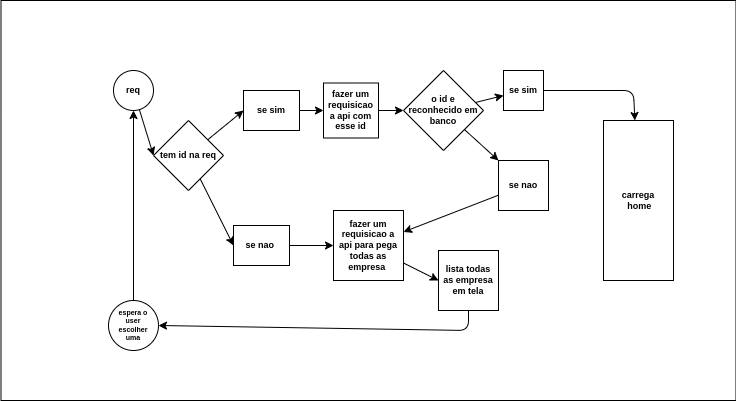 req
tem id na req
se sim
fazer um
requisicao
a api com
esse id
o id e
reconhecido em
banco
se sim
carrega
home
se nao
se nao
fazer um
requisicao a
api para pega
todas as
empresa
lista todas
as empresa
em tela
espera o
user
escolher
uma